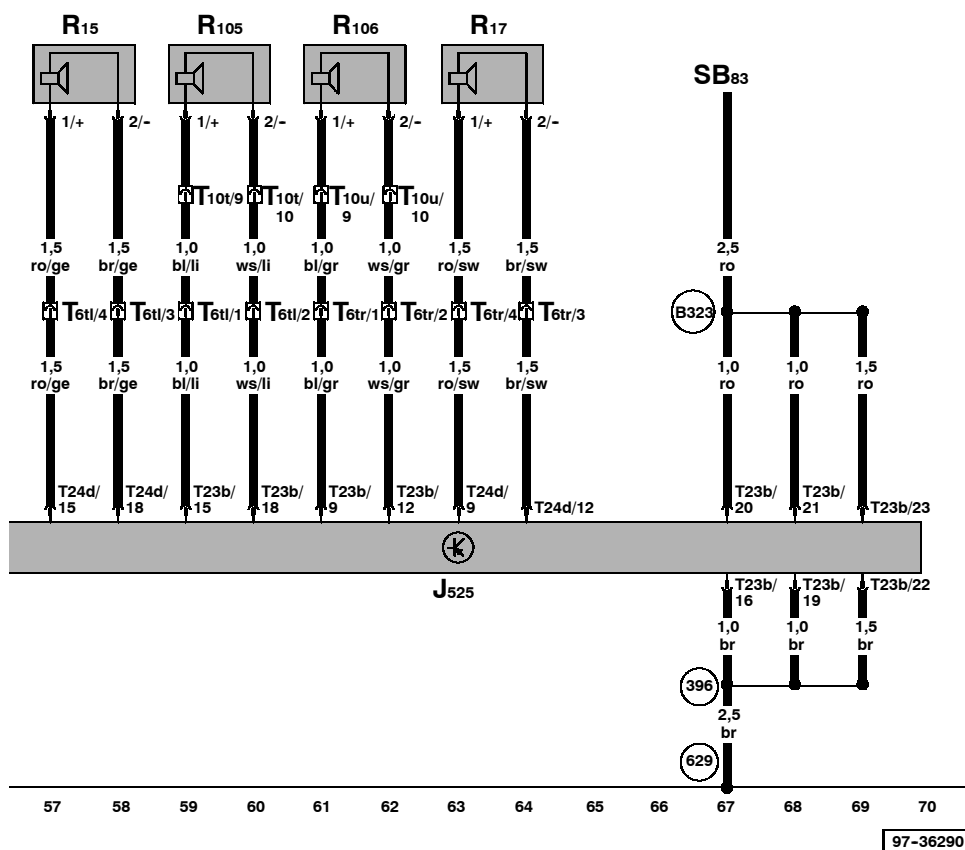 R15 R105 R106 R17
SB83
1/+ 2/- 1/+ 2/- 1/+ 2/- 1/+ 2/-
T10t/9 T10t/10 T10u/9 T10u/10
1,5 1,5 1,0 1,0 1,0 1,0 1,5 1,5 2,5
ro/ge br/ge bl/li ws/li bl/gr ws/gr ro/sw br/sw ro
T6tl/4 T6tl/3 T6tl/1 T6tl/2 T6tr/1 T6tr/2 T6tr/4 T6tr/3 B323
1,5 1,5 1,0 1,0 1,0 1,0 1,5 1,5 1,0 1,0 1,5
ro/ge br/ge bl/li ws/li bl/gr ws/gr ro/sw br/sw ro ro ro
T24d/ T24d/ T23b/ T23b/ T23b/ T23b/ T24d/ T23b/ T23b/
15 18 15 18 9 12 9 T24d/12 20 21 T23b/23
J525
T23b/ T23b/ T23b/22
16 19
1,0 1,0 1,5
br br br
396
2,5
br
629
57 58 59 60 61 62 63 64 65 66 67 68 69 70
97-36290